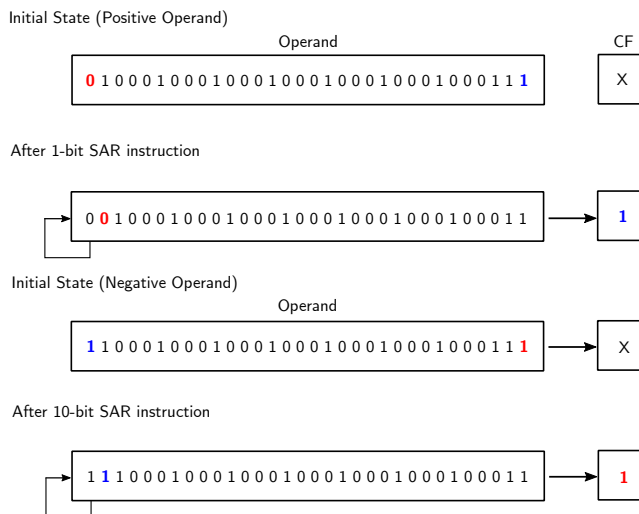 Initial State (Positive Operand)
Operand CF
0 1 0 0 0 1 0 0 0 1 0 0 0 1 0 0 0 1 0 0 0 1 0 0 0 1 0 0 0 1 1 1 X
After 1-bit SAR instruction
0 0 1 0 0 0 1 0 0 0 1 0 0 0 1 0 0 0 1 0 0 0 1 0 0 0 1 0 0 0 1 1 1
Initial State (Negative Operand)
Operand
1 1 0 0 0 1 0 0 0 1 0 0 0 1 0 0 0 1 0 0 0 1 0 0 0 1 0 0 0 1 1 1 X
After 10-bit SAR instruction
1 1 1 0 0 0 1 0 0 0 1 0 0 0 1 0 0 0 1 0 0 0 1 0 0 0 1 0 0 0 1 1 1